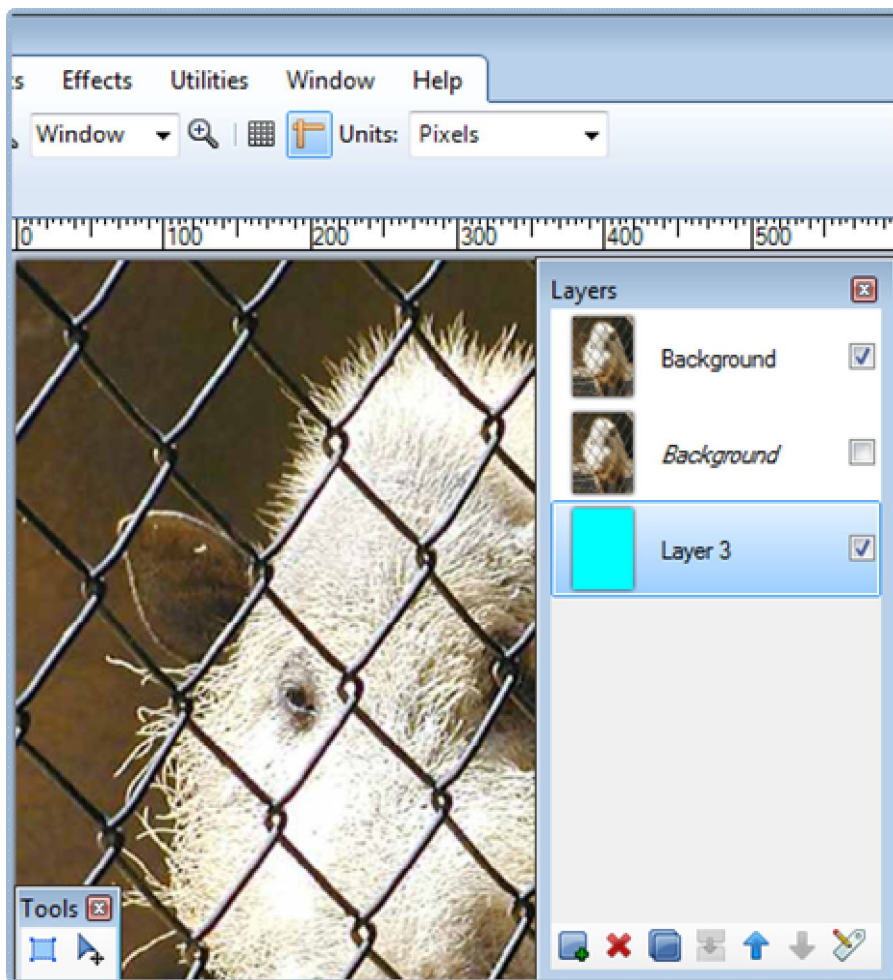 s Effects Utilities Window Help
Window Units: Pixels
0 100 200 300 400 500
Layers
Background
Background
Layer 3
Tools